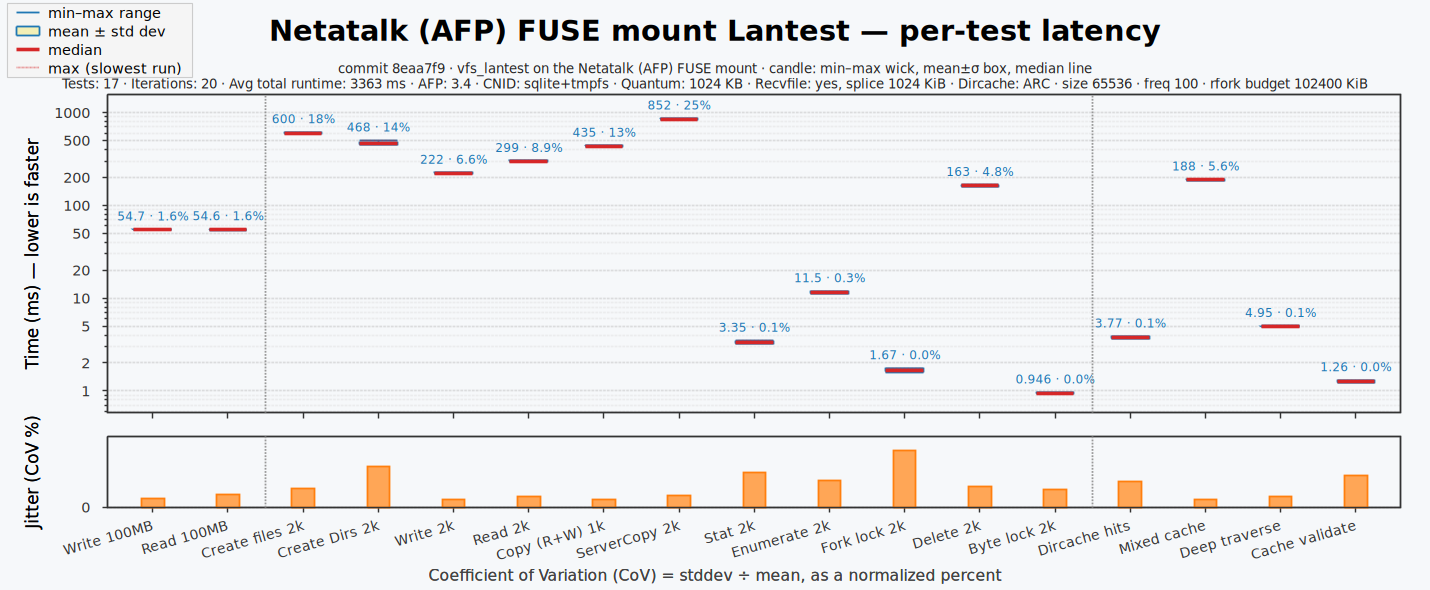 min–max range
mean ± std dev
median
max (slowest run)
Netatalk (AFP) FUSE mount Lantest — per-test latency
commit 8eaa7f9 · vfs_lantest on the Netatalk (AFP) FUSE mount · candle: min–max wick, mean±σ box, median line
Tests: 17 · Iterations: 20 · Avg total runtime: 3363 ms · AFP: 3.4 · CNID: sqlite+tmpfs · Quantum: 1024 KB · Recvfile: yes, splice 1024 KiB · Dircache: ARC · size 65536 · freq 100 · rfork budget 102400 KiB
Time (ms) — lower is faster
1000
500
200
100
50
20
10
5
2
1
54.7 · 1.6%
54.6 · 1.6%
600 · 18%
468 · 14%
222 · 6.6%
299 · 8.9%
435 · 13%
852 · 25%
3.35 · 0.1%
11.5 · 0.3%
1.67 · 0.0%
163 · 4.8%
0.946 · 0.0%
3.77 · 0.1%
188 · 5.6%
4.95 · 0.1%
1.26 · 0.0%
Jitter (CoV %)
0
Write 100MB
Read 100MB
Create files 2k
Create Dirs 2k
Write 2k
Read 2k
Copy (R+W) 1k
ServerCopy 2k
Stat 2k
Enumerate 2k
Fork lock 2k
Delete 2k
Byte lock 2k
Dircache hits
Mixed cache
Deep traverse
Cache validate
Coefficient of Variation (CoV) = stddev ÷ mean, as a normalized percent